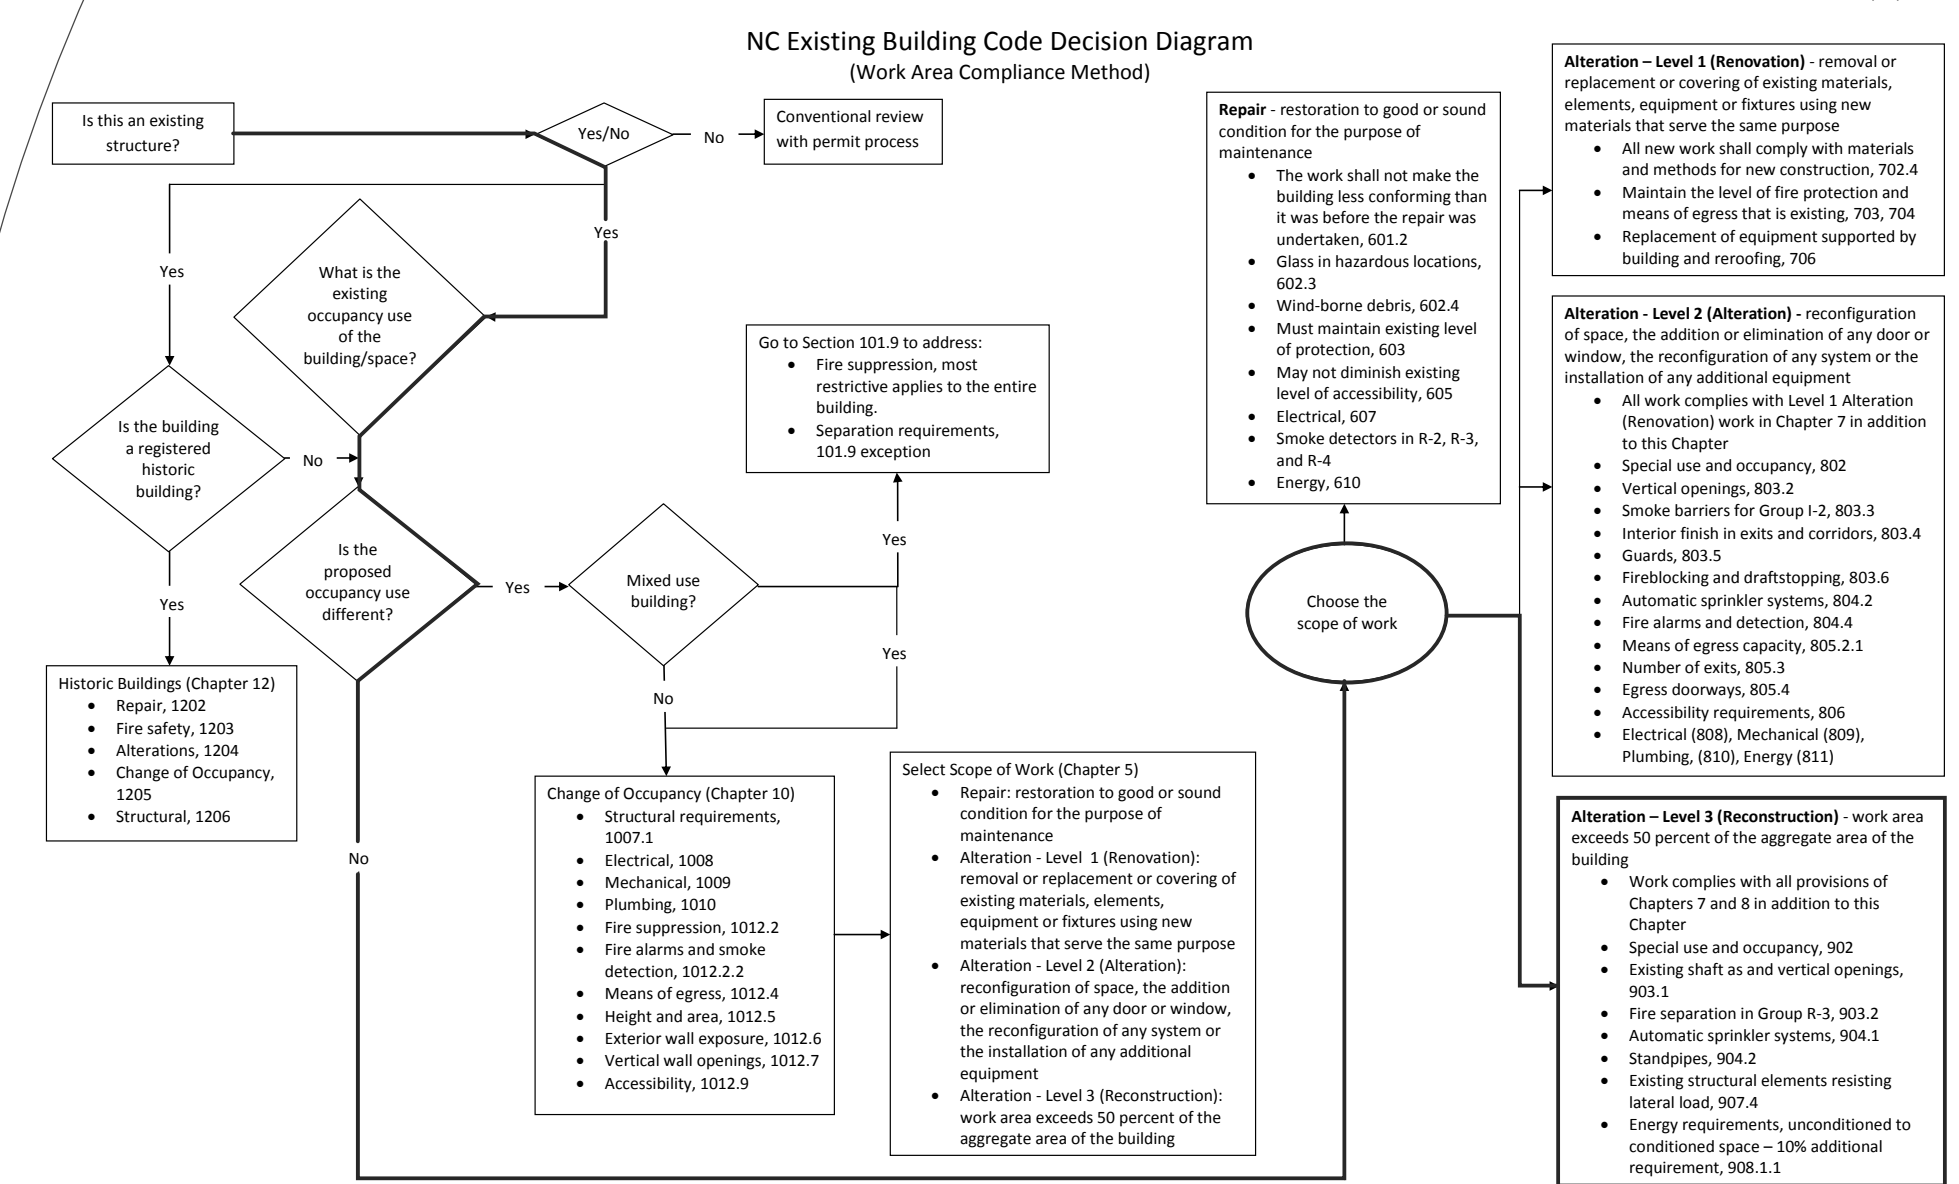 NC Existing Building Code Decision Diagram
(Work Area Compliance Method)
Is this an existing
structure?
Yes/No
No
Conventional review
with permit process
Yes
Yes
What is the
existing
occupancy use
of the
building/space?
Is the building
a registered
historic
building?
No
Yes
Historic Buildings (Chapter 12)
• Repair, 1202
• Fire safety, 1203
• Alterations, 1204
• Change of Occupancy,
1205
• Structural, 1206
Is the
proposed
occupancy use
different?
Yes
No
Mixed use
building?
Yes
Yes
No
Go to Section 101.9 to address:
• Fire suppression, most
restrictive applies to the entire
building.
• Separation requirements,
101.9 exception
Change of Occupancy (Chapter 10)
• Structural requirements,
1007.1
• Electrical, 1008
• Mechanical, 1009
• Plumbing, 1010
• Fire suppression, 1012.2
• Fire alarms and smoke
detection, 1012.2.2
• Means of egress, 1012.4
• Height and area, 1012.5
• Exterior wall exposure, 1012.6
• Vertical wall openings, 1012.7
• Accessibility, 1012.9
Select Scope of Work (Chapter 5)
• Repair: restoration to good or sound
condition for the purpose of
maintenance
• Alteration - Level 1 (Renovation):
removal or replacement or covering of
existing materials, elements,
equipment or fixtures using new
materials that serve the same purpose
• Alteration - Level 2 (Alteration):
reconfiguration of space, the addition
or elimination of any door or window,
the reconfiguration of any system or
the installation of any additional
equipment
• Alteration - Level 3 (Reconstruction):
work area exceeds 50 percent of the
aggregate area of the building
Repair - restoration to good or sound
condition for the purpose of
maintenance
• The work shall not make the
building less conforming than
it was before the repair was
undertaken, 601.2
• Glass in hazardous locations,
602.3
• Wind-borne debris, 602.4
• Must maintain existing level
of protection, 603
• May not diminish existing
level of accessibility, 605
• Electrical, 607
• Smoke detectors in R-2, R-3,
and R-4
• Energy, 610
Choose the
scope of work
Alteration – Level 1 (Renovation) - removal or
replacement or covering of existing materials,
elements, equipment or fixtures using new
materials that serve the same purpose
• All new work shall comply with materials
and methods for new construction, 702.4
• Maintain the level of fire protection and
means of egress that is existing, 703, 704
• Replacement of equipment supported by
building and reroofing, 706
Alteration - Level 2 (Alteration) - reconfiguration
of space, the addition or elimination of any door or
window, the reconfiguration of any system or the
installation of any additional equipment
• All work complies with Level 1 Alteration
(Renovation) work in Chapter 7 in addition
to this Chapter
• Special use and occupancy, 802
• Vertical openings, 803.2
• Smoke barriers for Group I-2, 803.3
• Interior finish in exits and corridors, 803.4
• Guards, 803.5
• Fireblocking and draftstopping, 803.6
• Automatic sprinkler systems, 804.2
• Fire alarms and detection, 804.4
• Means of egress capacity, 805.2.1
• Number of exits, 805.3
• Egress doorways, 805.4
• Accessibility requirements, 806
• Electrical (808), Mechanical (809),
Plumbing, (810), Energy (811)
Alteration – Level 3 (Reconstruction) - work area
exceeds 50 percent of the aggregate area of the
building
• Work complies with all provisions of
Chapters 7 and 8 in addition to this
Chapter
• Special use and occupancy, 902
• Existing shaft as and vertical openings,
903.1
• Fire separation in Group R-3, 903.2
• Automatic sprinkler systems, 904.1
• Standpipes, 904.2
• Existing structural elements resisting
lateral load, 907.4
• Energy requirements, unconditioned to
conditioned space – 10% additional
requirement, 908.1.1